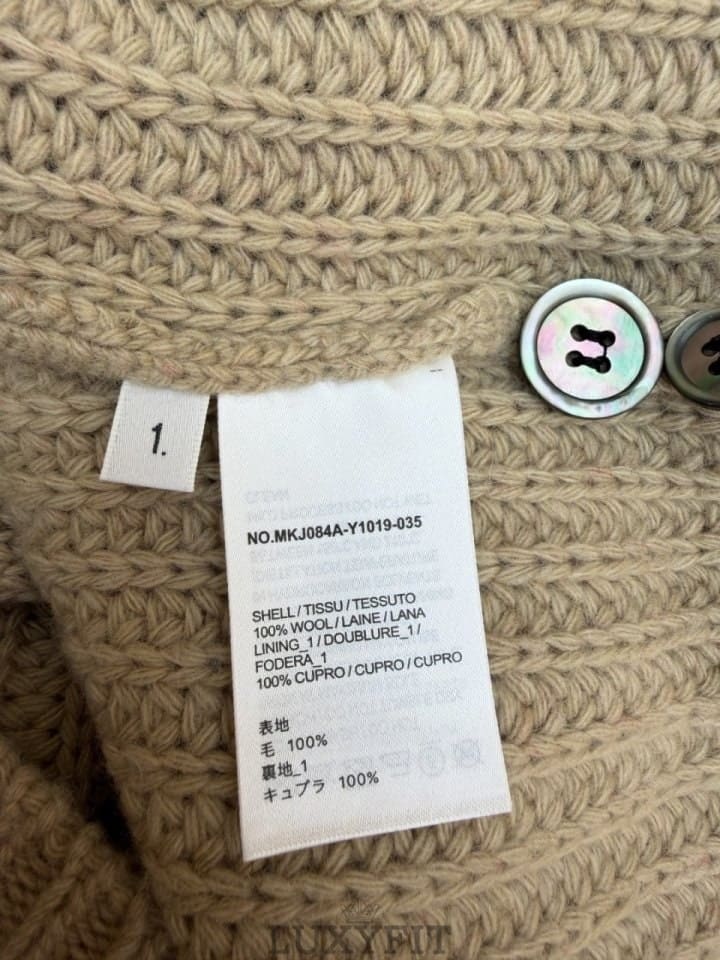 1.
NO.MKJ084A-Y1019-035
SHELL / TISSU / TESSUTO
100% WOOL / LAINE / LANA
LINING_1 / DOUBLURE_1 /
FODERA_1
100% CUPRO / CUPRO / CUPRO
表地
毛 100%
裏地_1
キュプラ 100%
LUXYFIT